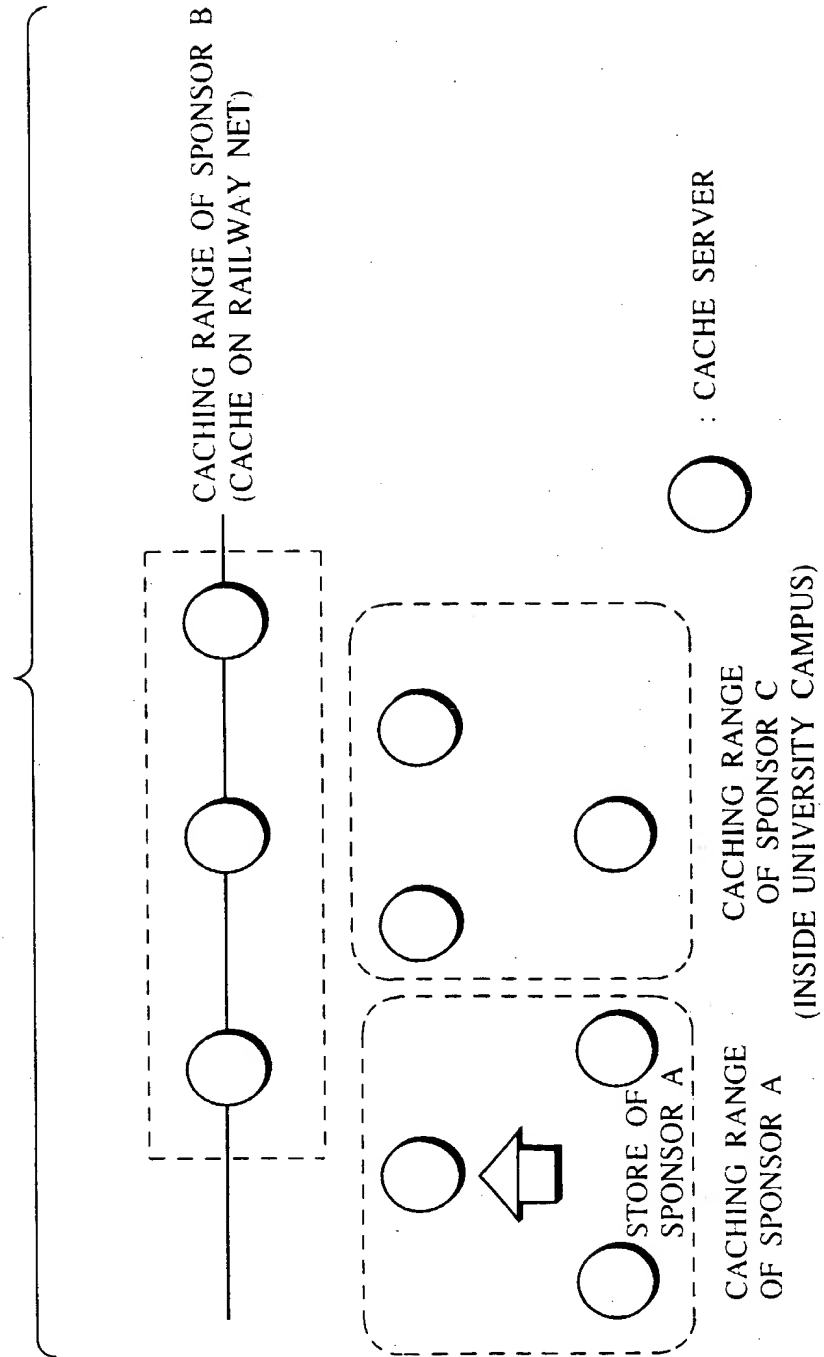 CACHING RANGE OF SPONSOR B
(CACHE ON RAILWAY NET)
STORE OF
SPONSOR A
CACHING RANGE
OF SPONSOR A
CACHING RANGE
OF SPONSOR C
(INSIDE UNIVERSITY CAMPUS)
: CACHE SERVER